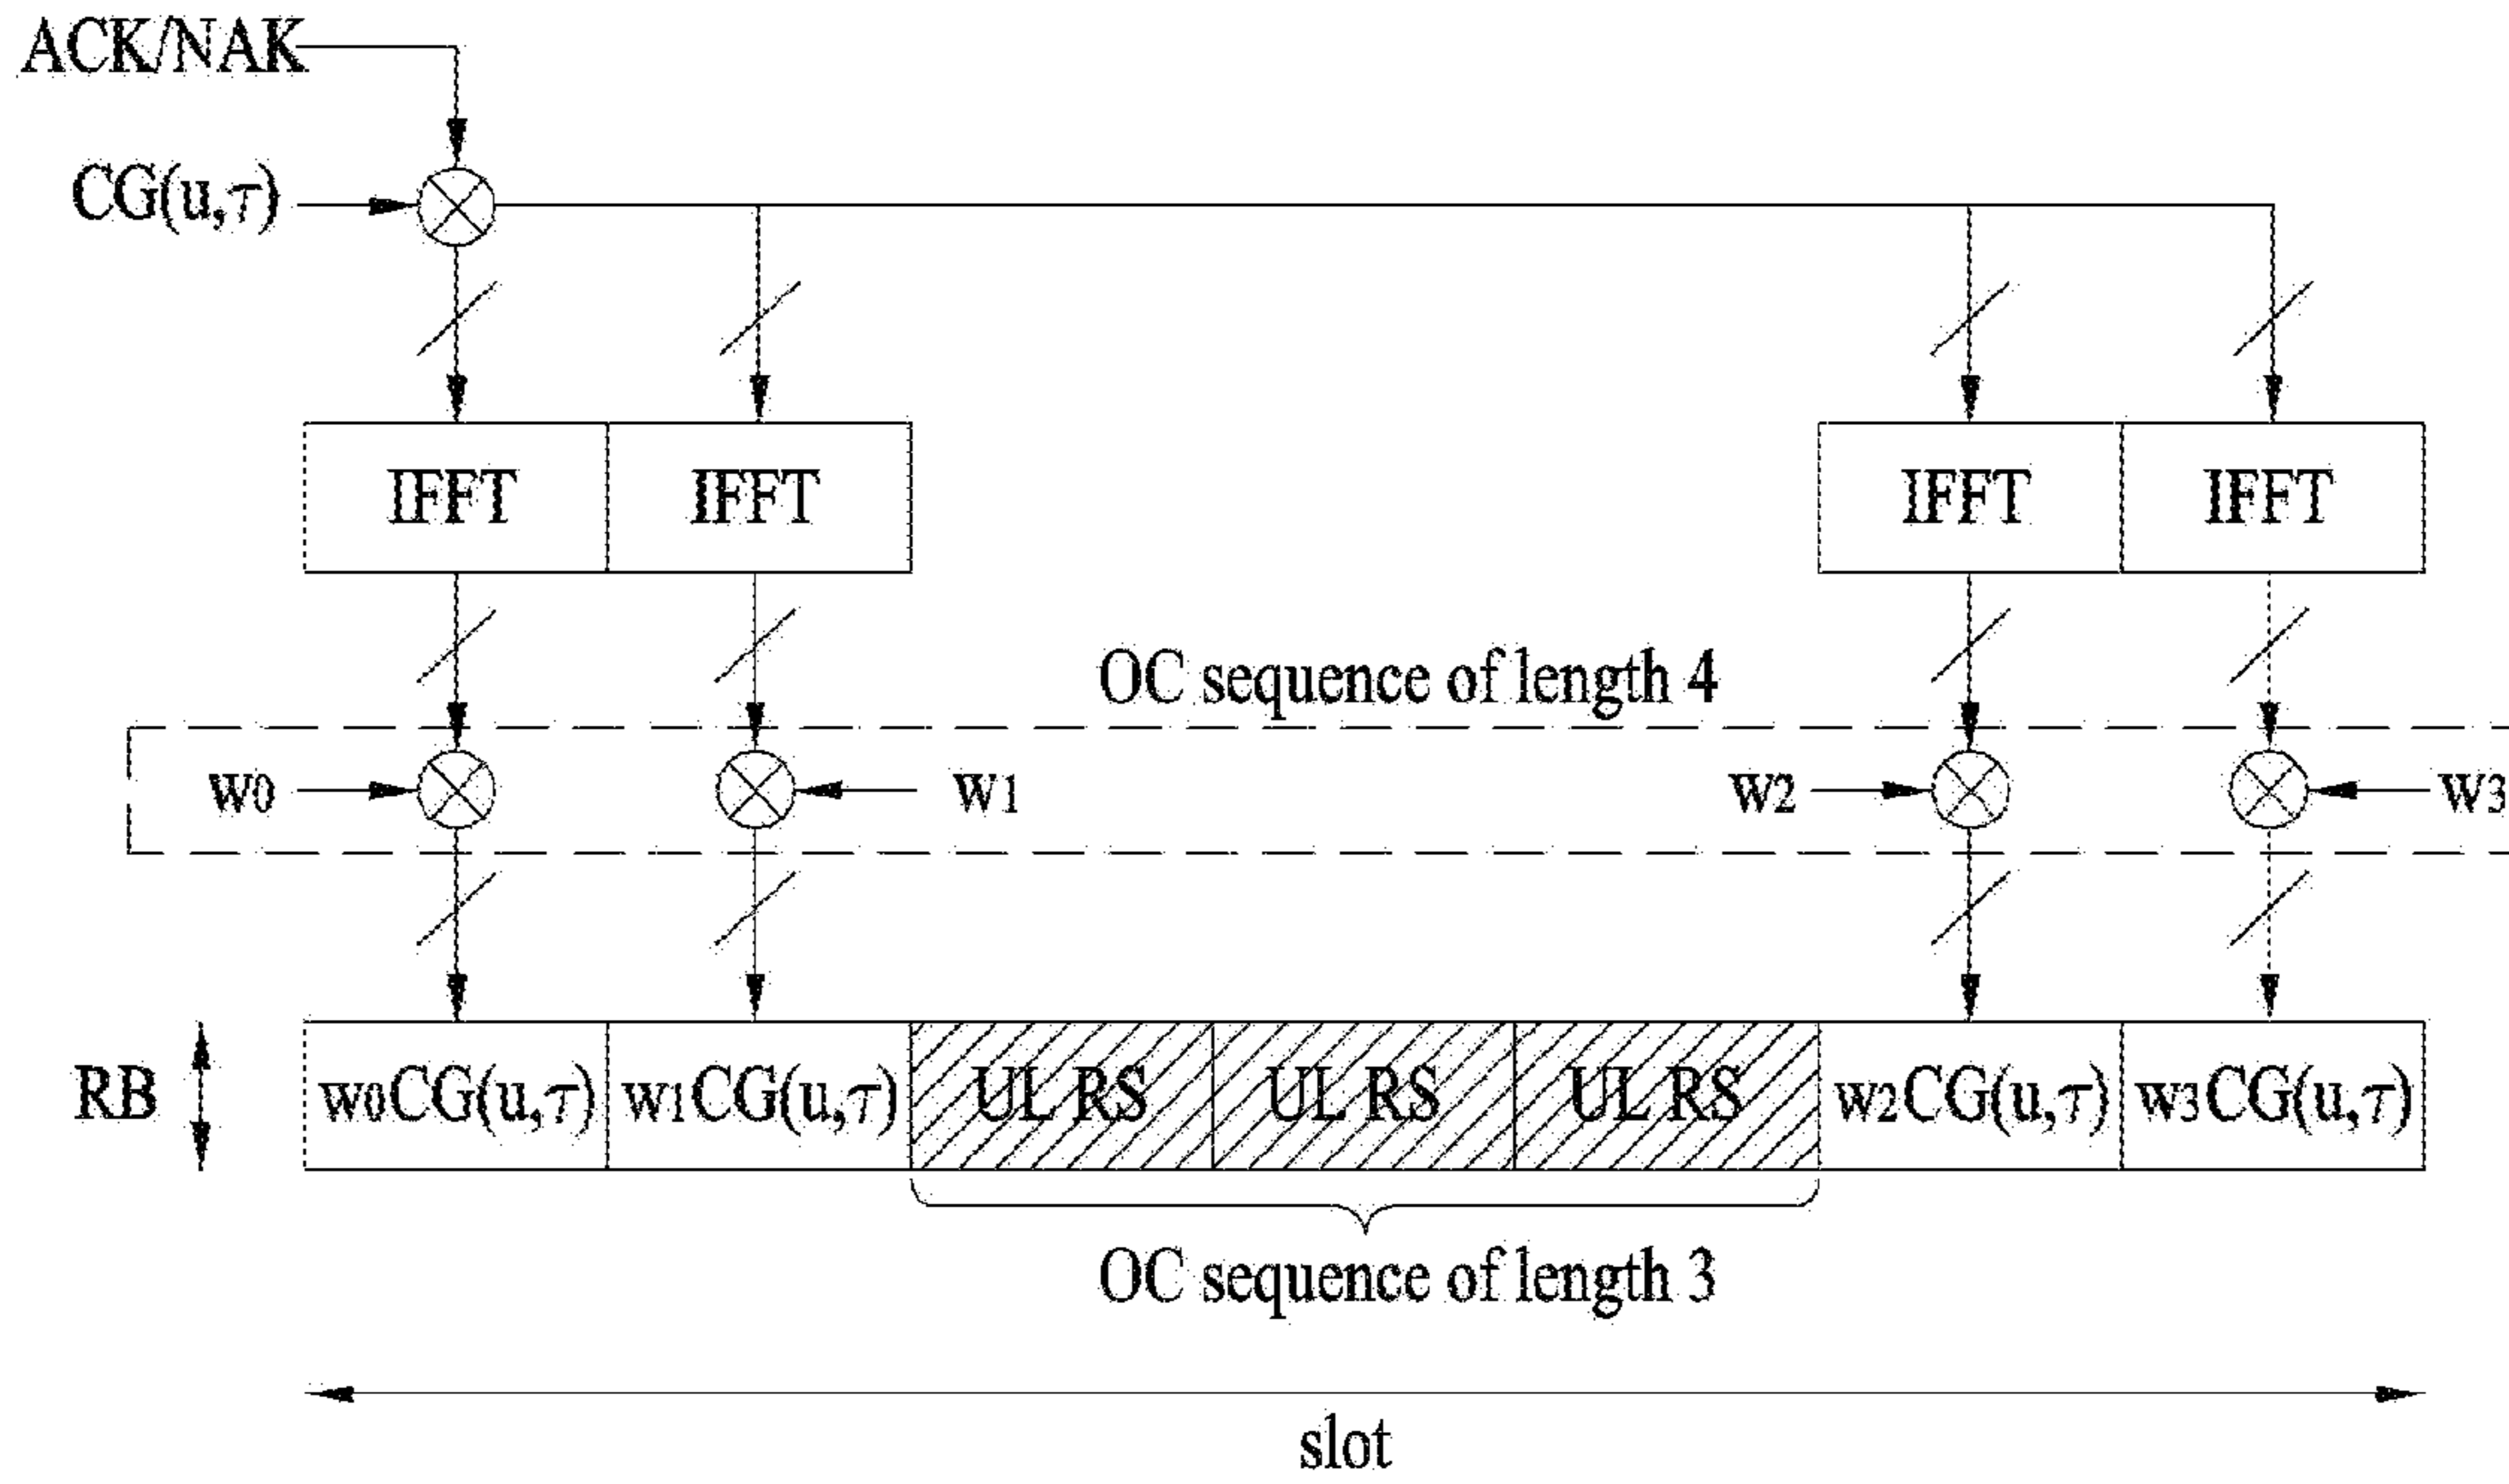 ACK/NAK
CG(u,τ)
IFFT IFFT IFFT IFFT
OC sequence of length 4
w0 w1 w2 w3
RB w0CG(u,τ) w1CG(u,τ) UL RS UL RS UL RS w2CG(u,τ) w3CG(u,τ)
OC sequence of length 3
slot